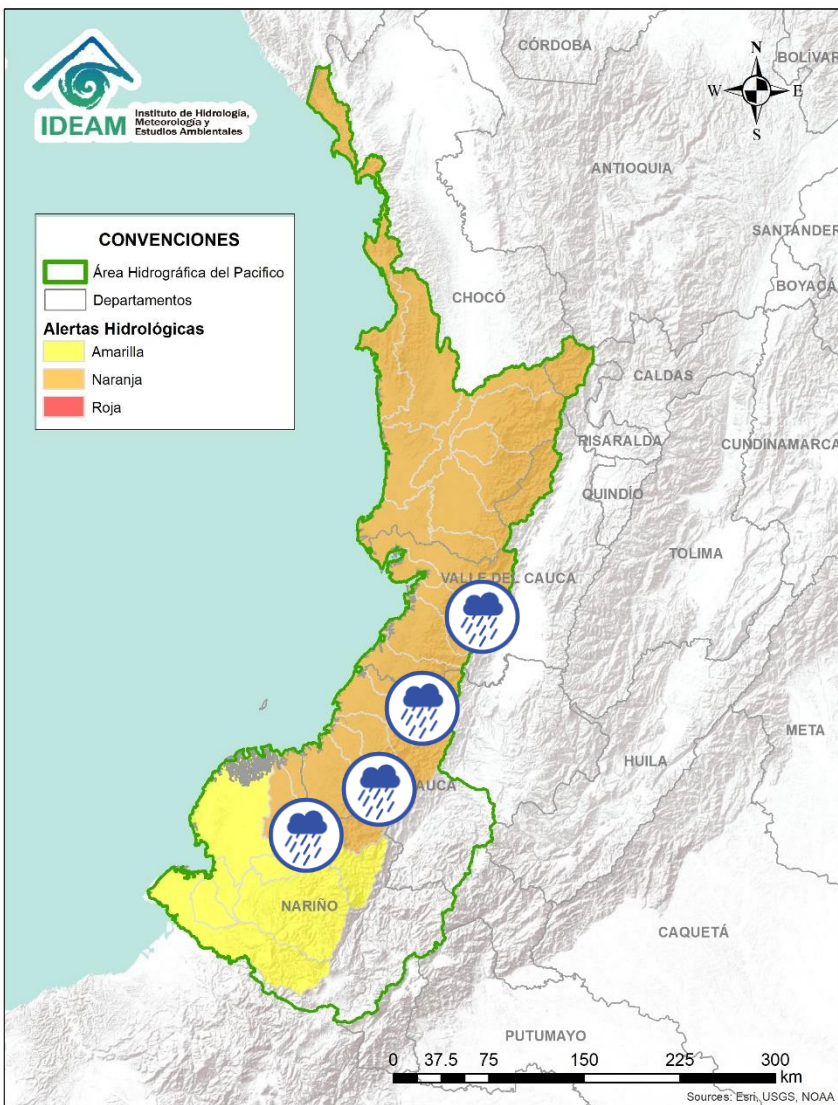 IDEAM
Instituto de Hidrología,
Meteorología y
Estudios Ambientales
CÓRDOBA
BOLÍVAR
N
W
E
S
ANTIOQUIA
SANTANDER
BOYACÁ
CONVENCIONES
Área Hidrográfica del Pacifico
Departamentos
Alertas Hidrológicas
Amarilla
Naranja
Roja
CHOCÓ
CALDAS
RISARALDA
CUNDINAMARCA
QUINDÍO
TOLIMA
VALLE DEL CAUCA
META
HUILA
AUCA
NARIÑO
CAQUETÁ
PUTUMAYO
0 37.5 75 150 225 300
km
Sources: Esri, USGS, NOAA